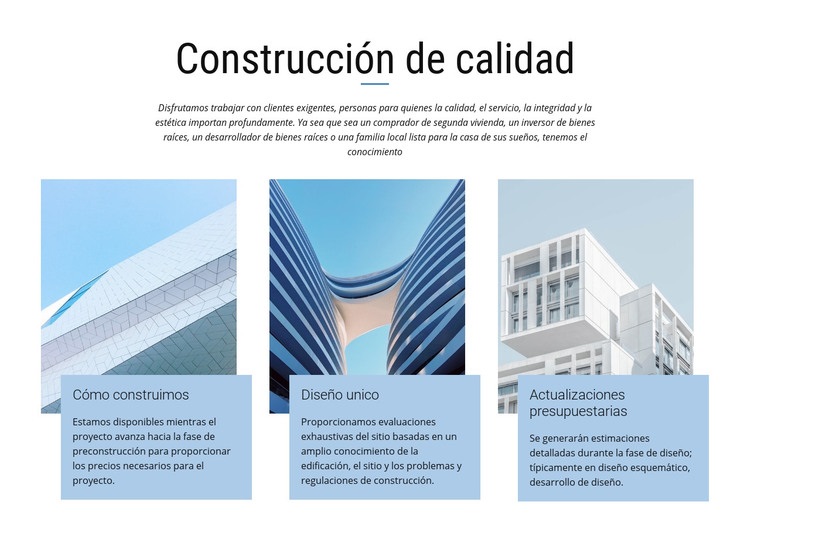 Construcción de calidad
Disfrutamos trabajar con clientes exigentes, personas para quienes la calidad, el servicio, la integridad y la
estética importan profundamente. Ya sea que sea un comprador de segunda vivienda, un inversor de bienes
raíces, un desarrollador de bienes raíces o una familia local lista para la casa de sus sueños, tenemos el
conocimiento
Cómo construimos
Estamos disponibles mientras el
proyecto avanza hacia la fase de
preconstrucción para proporcionar
los precios necesarios para el
proyecto.
Diseño unico
Proporcionamos evaluaciones
exhaustivas del sitio basadas en un
amplio conocimiento de la
edificación, el sitio y los problemas y
regulaciones de construcción.
Actualizaciones
presupuestarias
Se generarán estimaciones
detalladas durante la fase de diseño;
típicamente en diseño esquemático,
desarrollo de diseño.